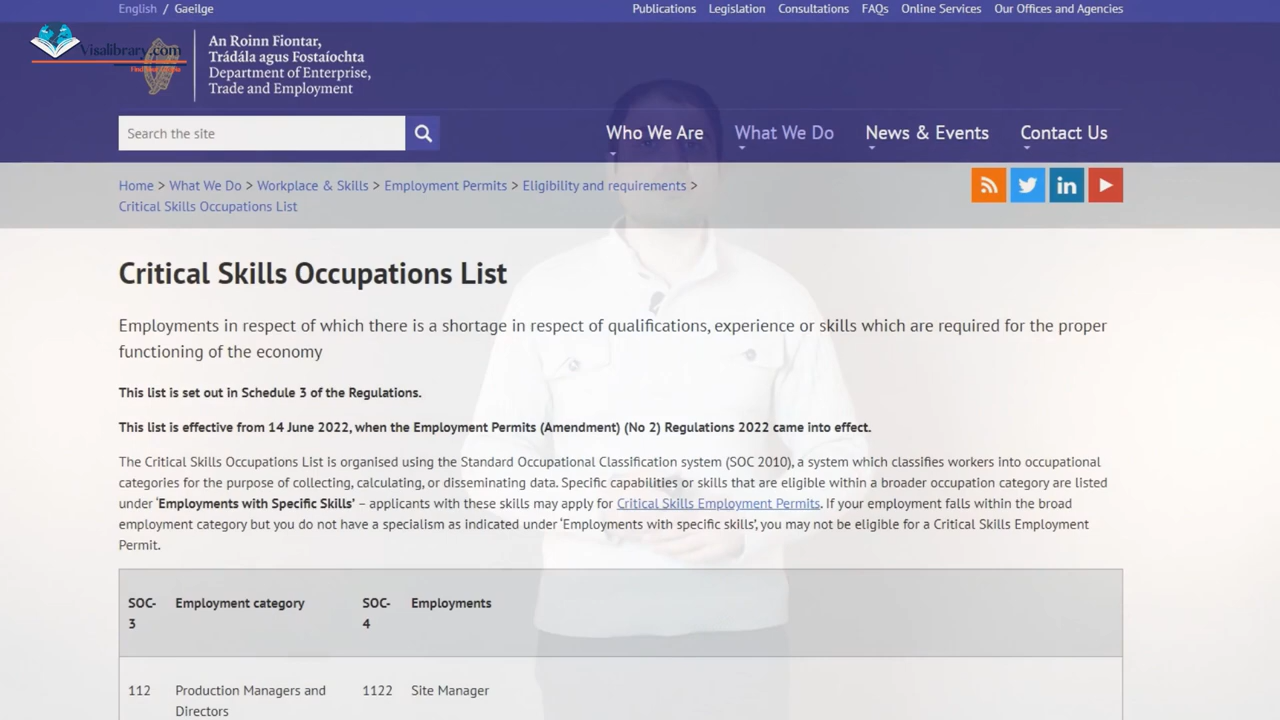 English / Gaeilge
Publications Legislation Consultations FAQs Online Services Our Offices and Agencies
Visalibrary.com
An Roinn Fiontar,
Trádála agus Fostaíochta
Department of Enterprise,
Trade and Employment
Search the site
Who We Are What We Do News & Events Contact Us
Home > What We Do > Workplace & Skills > Employment Permits > Eligibility and requirements >
Critical Skills Occupations List
Critical Skills Occupations List
Employments in respect of which there is a shortage in respect of qualifications, experience or skills which are required for the proper
functioning of the economy
This list is set out in Schedule 3 of the Regulations.
This list is effective from 14 June 2022, when the Employment Permits (Amendment) (No 2) Regulations 2022 came into effect.
The Critical Skills Occupations List is organised using the Standard Occupational Classification system (SOC 2010), a system which classifies workers into occupational
categories for the purpose of collecting, calculating, or disseminating data. Specific capabilities or skills that are eligible within a broader occupation category are listed
under ‘Employments with Specific Skills’ – applicants with these skills may apply for Critical Skills Employment Permits. If your employment falls within the broad
employment category but you do not have a specialism as indicated under ‘Employments with specific skills’, you may not be eligible for a Critical Skills Employment
Permit.
SOC- Employment category SOC- Employments
3 4
112 Production Managers and 1122 Site Manager
Directors